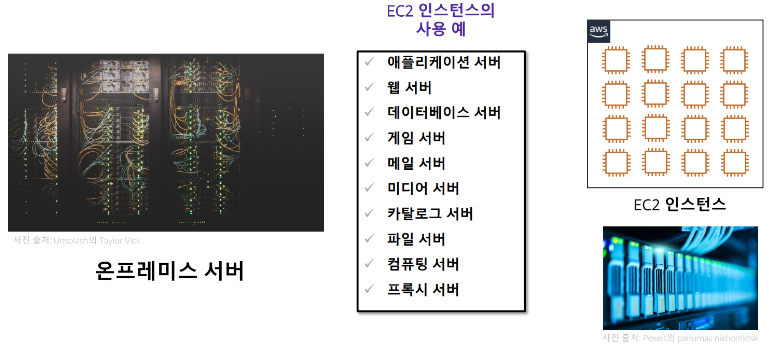 EC2 인스턴스의
사용 예
애플리케이션 서버
웹 서버
데이터베이스 서버
게임 서버
메일 서버
미디어 서버
카탈로그 서버
파일 서버
컴퓨팅 서버
프록시 서버
사진 출처: Unsplash의 Taylor Vick
온프레미스 서버
aws
EC2 인스턴스
사진 출처: Pexels의 panumas nikhomkhai